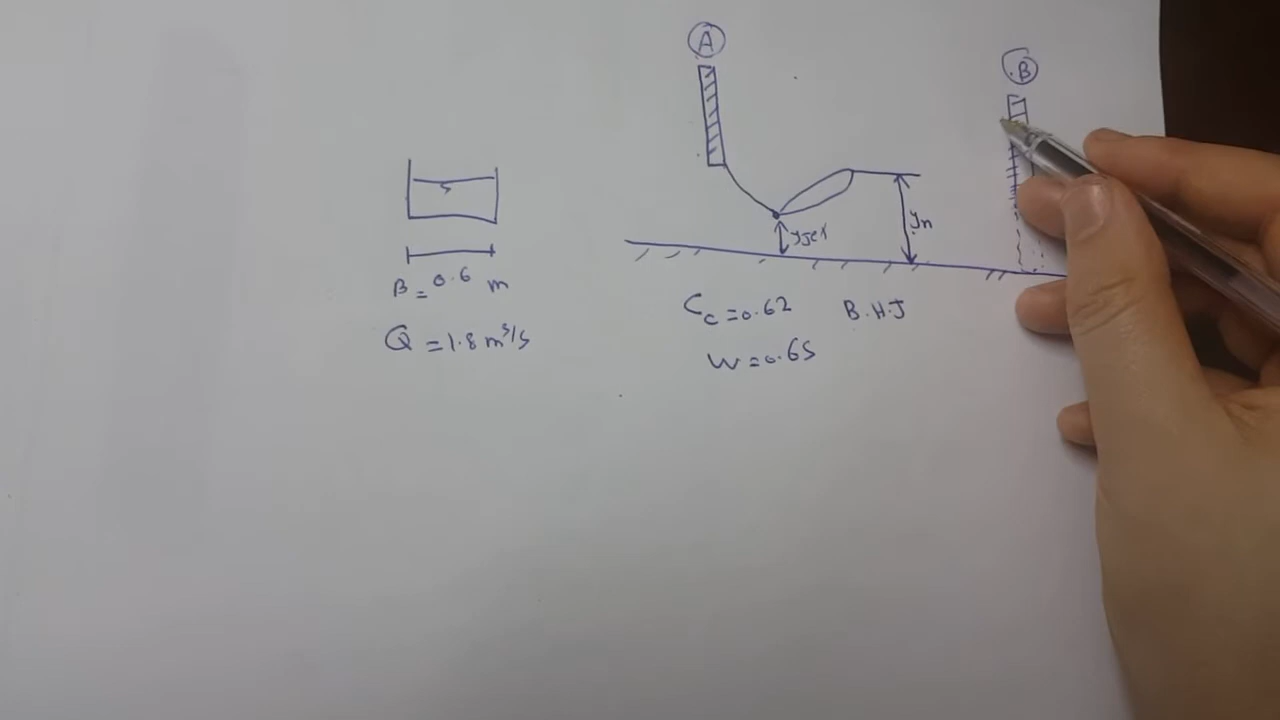 A
B
yjet
yn
B = 0.6 m
Q = 1.8 m³/s
Cc = 0.62
B.H.J
w = 0.65